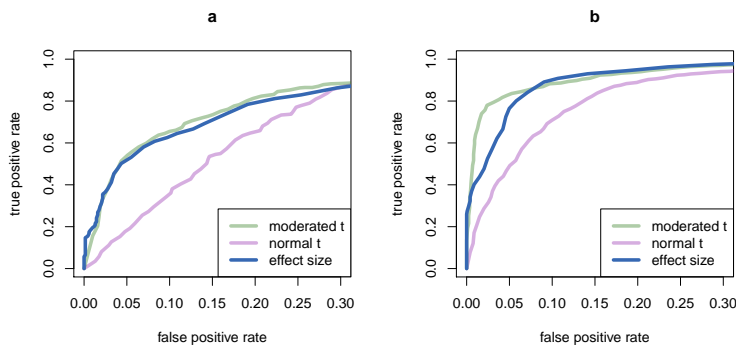 a
true positive rate
1.0
0.8
0.6
0.4
0.2
0.0
moderated t
normal t
effect size
0.00 0.05 0.10 0.15 0.20 0.25 0.30
false positive rate
b
true positive rate
1.0
0.8
0.6
0.4
0.2
0.0
moderated t
normal t
effect size
0.00 0.05 0.10 0.15 0.20 0.25 0.30
false positive rate